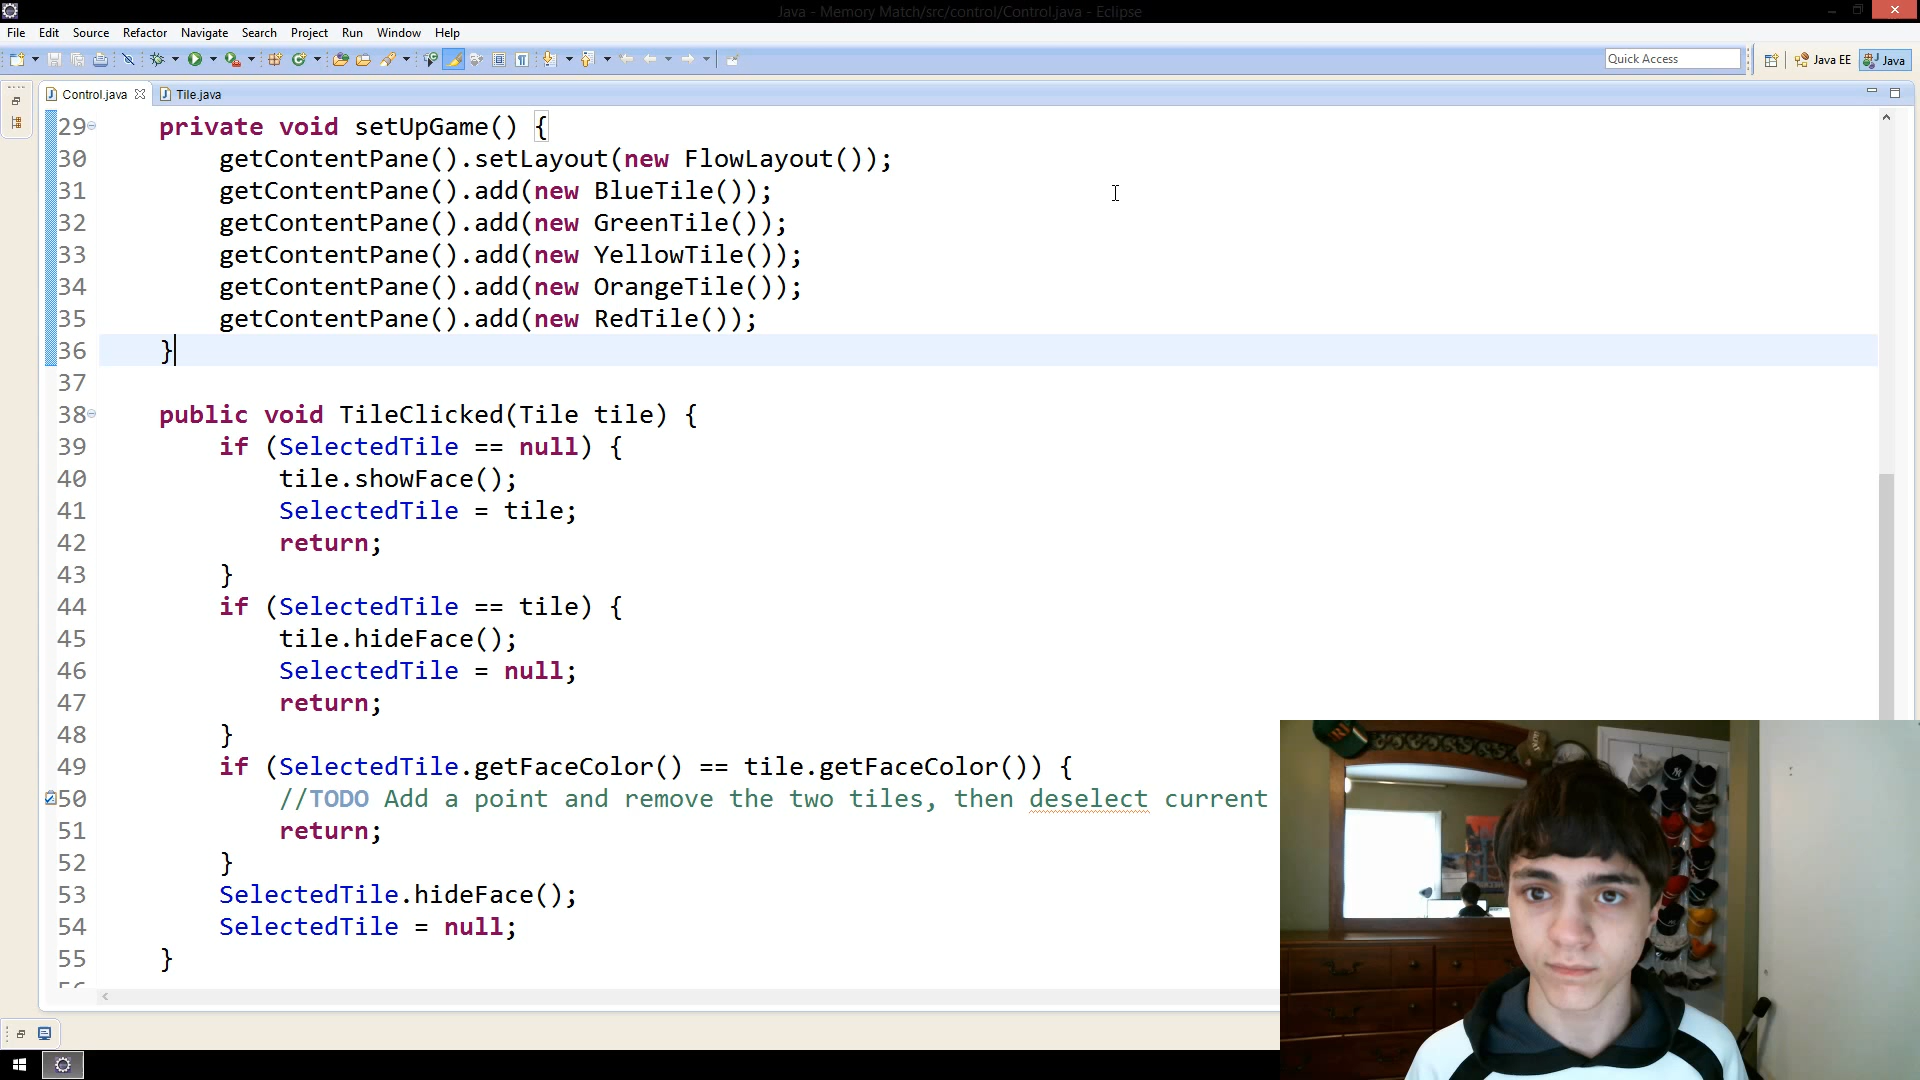 Java - Memory Match/src/control/Control.java - Eclipse
File Edit Source Refactor Navigate Search Project Run Window Help
Quick Access
Java EE
Java
Control.java
Tile.java
29 private void setUpGame() {
30 getContentPane().setLayout(new FlowLayout());
31 getContentPane().add(new BlueTile());
32 getContentPane().add(new GreenTile());
33 getContentPane().add(new YellowTile());
34 getContentPane().add(new OrangeTile());
35 getContentPane().add(new RedTile());
36 }
37
38 public void TileClicked(Tile tile) {
39 if (SelectedTile == null) {
40 tile.showFace();
41 SelectedTile = tile;
42 return;
43 }
44 if (SelectedTile == tile) {
45 tile.hideFace();
46 SelectedTile = null;
47 return;
48 }
49 if (SelectedTile.getFaceColor() == tile.getFaceColor()) {
50 //TODO Add a point and remove the two tiles, then deselect current
51 return;
52 }
53 SelectedTile.hideFace();
54 SelectedTile = null;
55 }